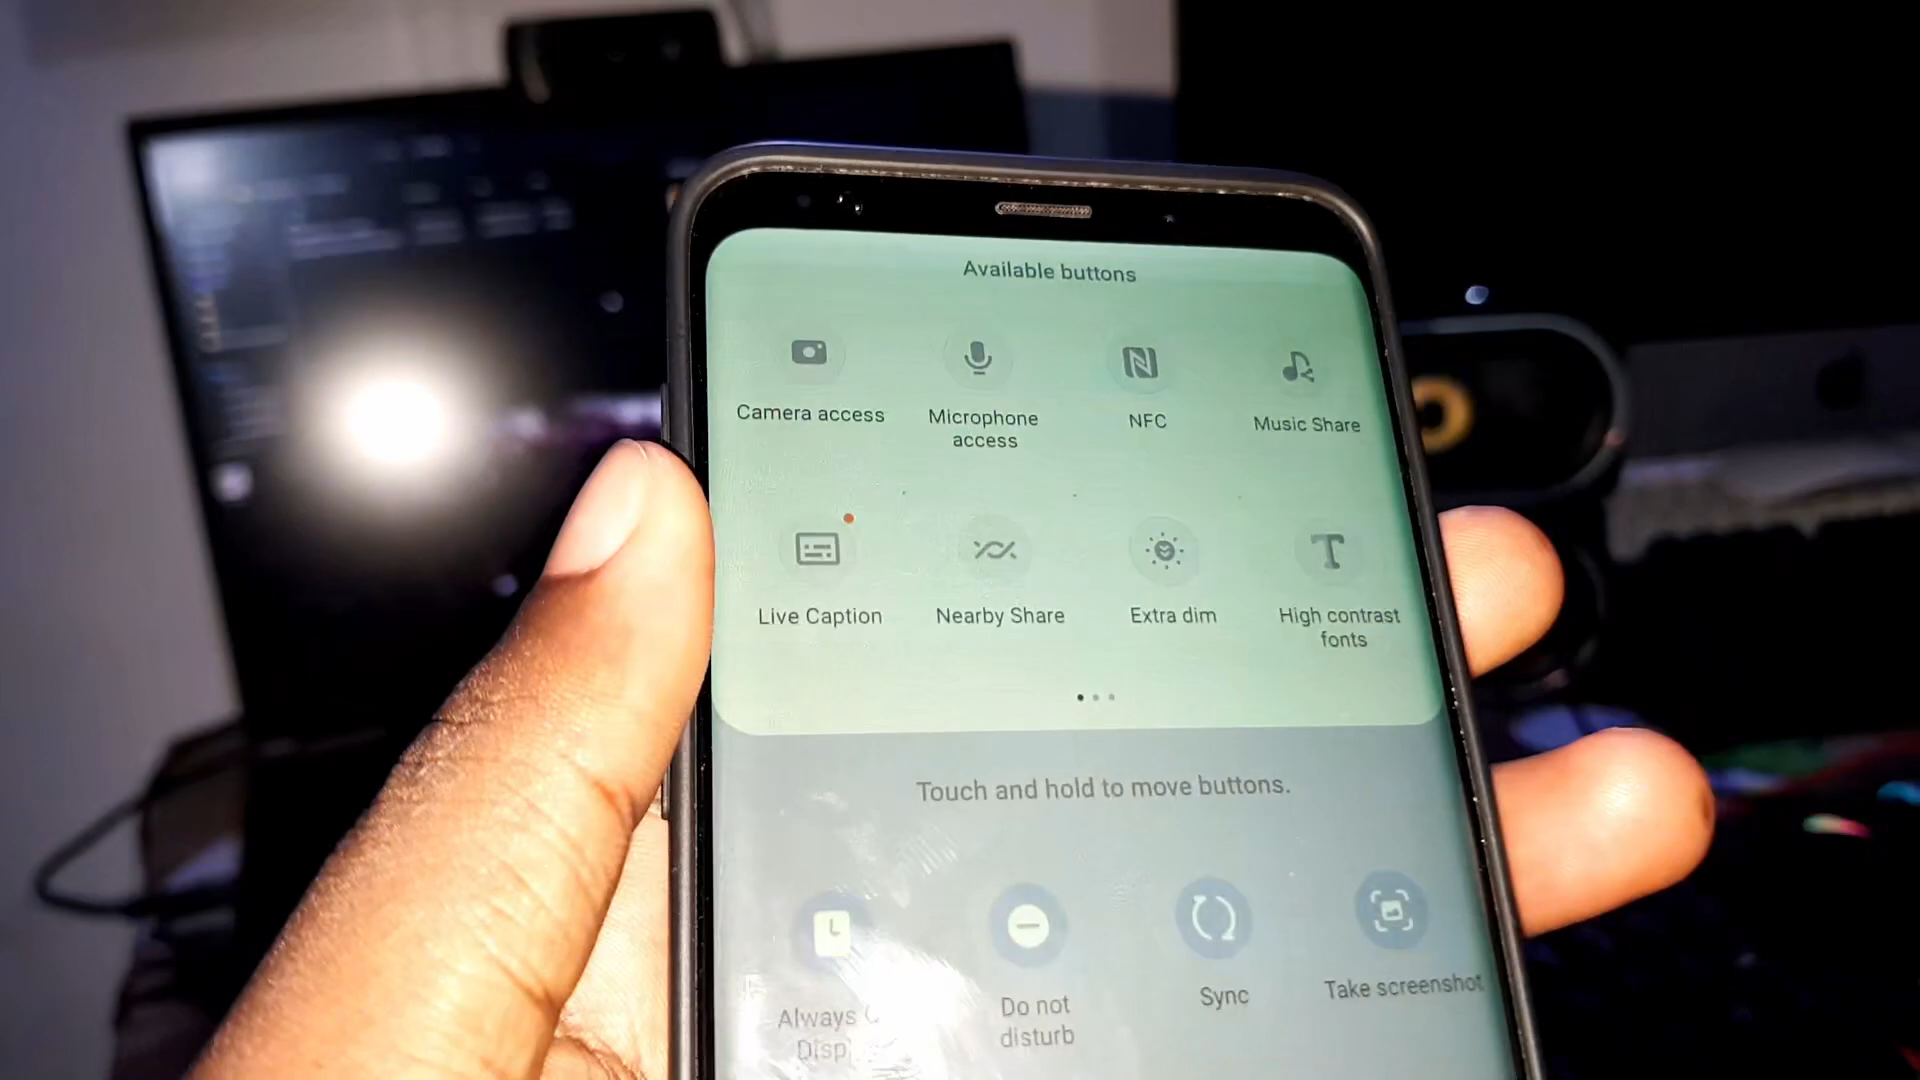 Available buttons
Camera access
Microphone
access
NFC
Music Share
Live Caption
Nearby Share
Extra dim
High contrast
fonts
Touch and hold to move buttons.
Always
Do not
disturb
Sync
Take screenshot